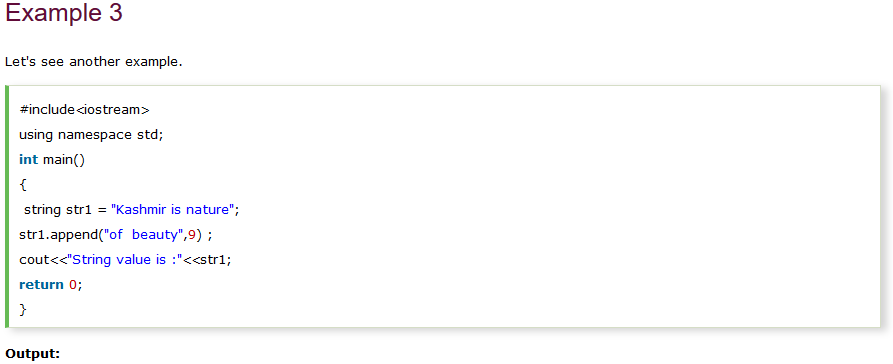 Example 3
Let's see another example.
#include<iostream>
using namespace std;
int main()
{
 string str1 = "Kashmir is nature";
str1.append("of  beauty",9) ;
cout<<"String value is :"<<str1;
return 0;
}
Output: